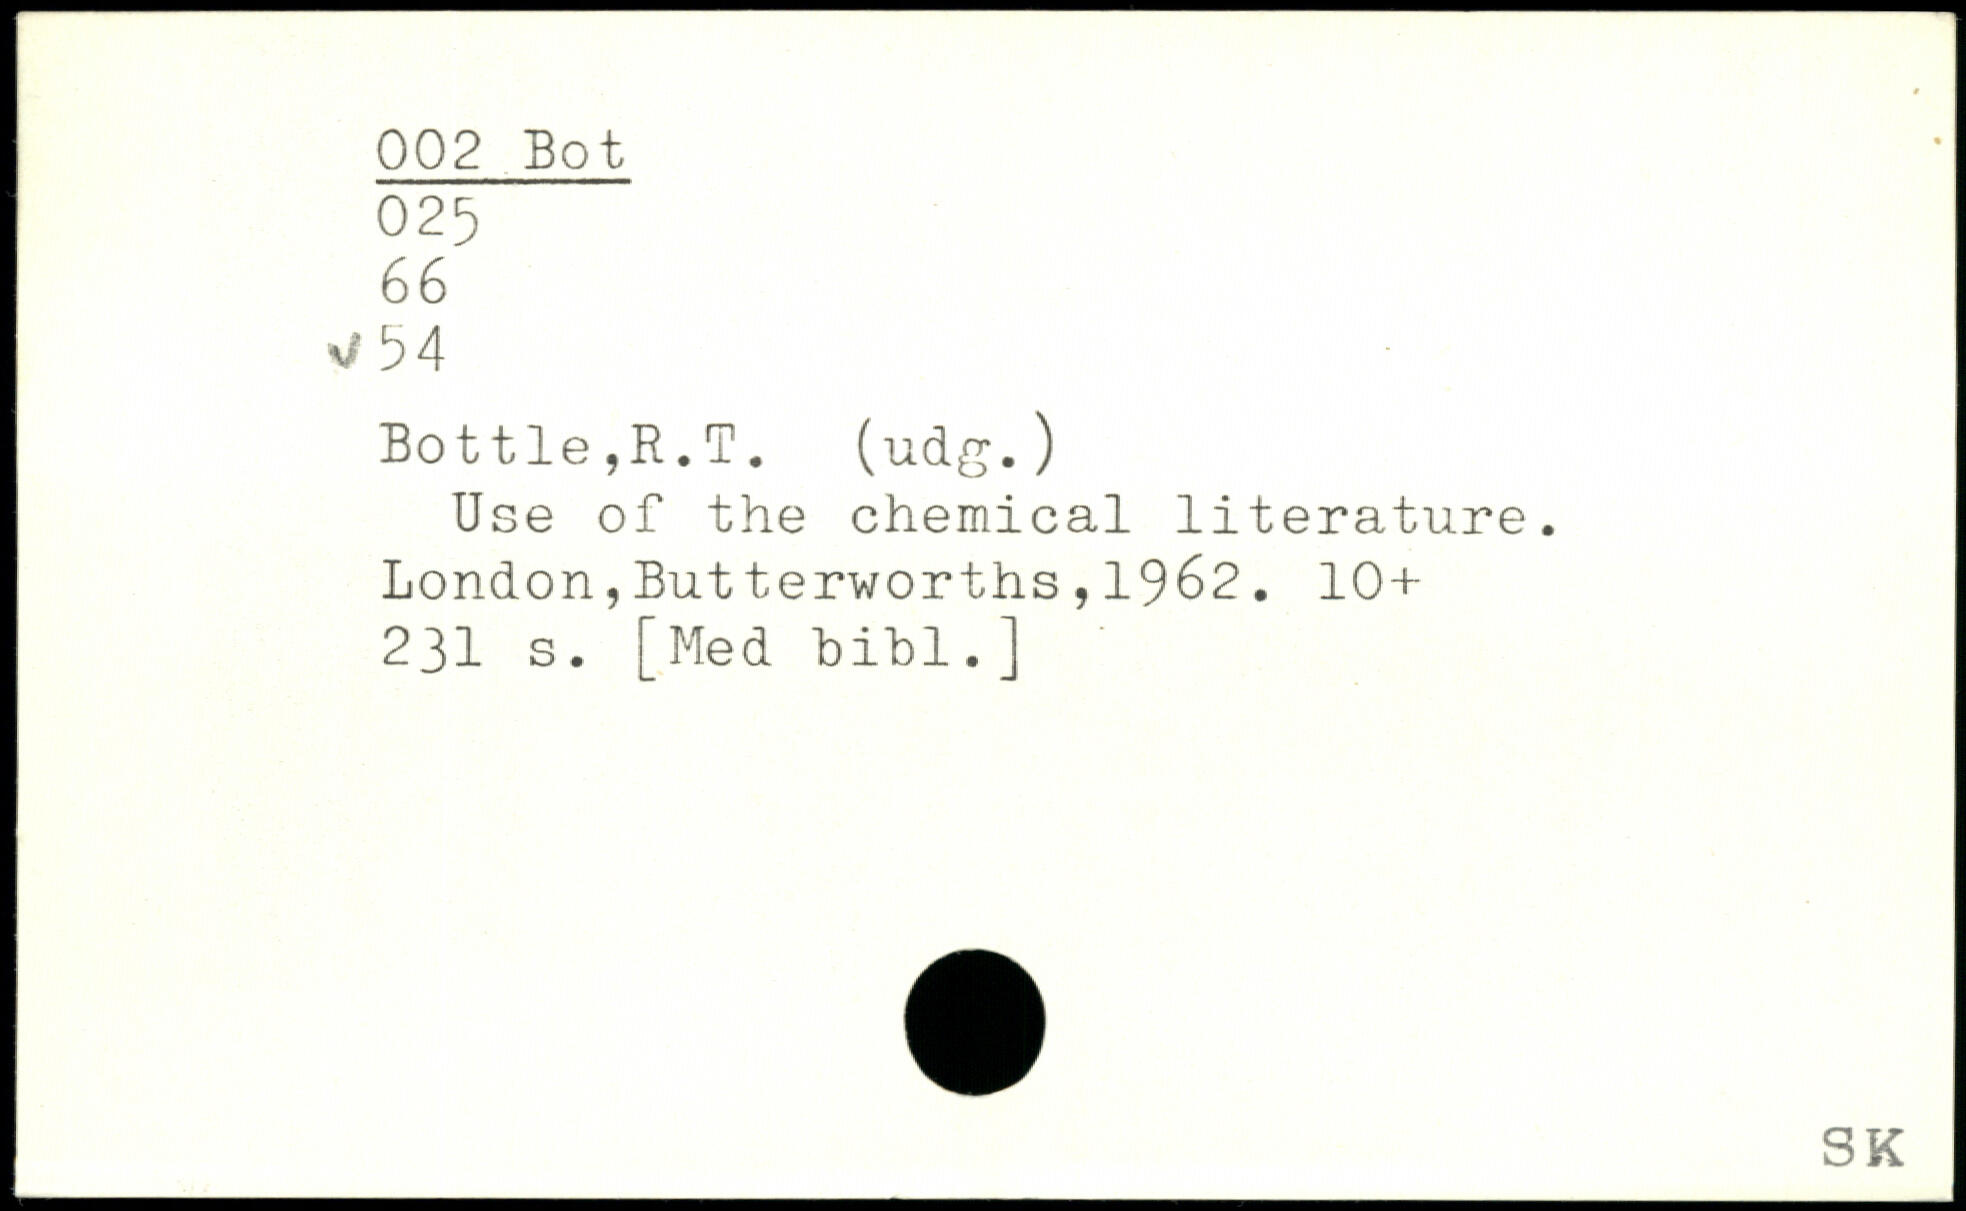 002 Bot
025
66
✓54
Bottle,R.T. (udg.)
Use of the chemical literature.
London,Butterworths,1962. 10+
231 s. [Med bibl.]
SK